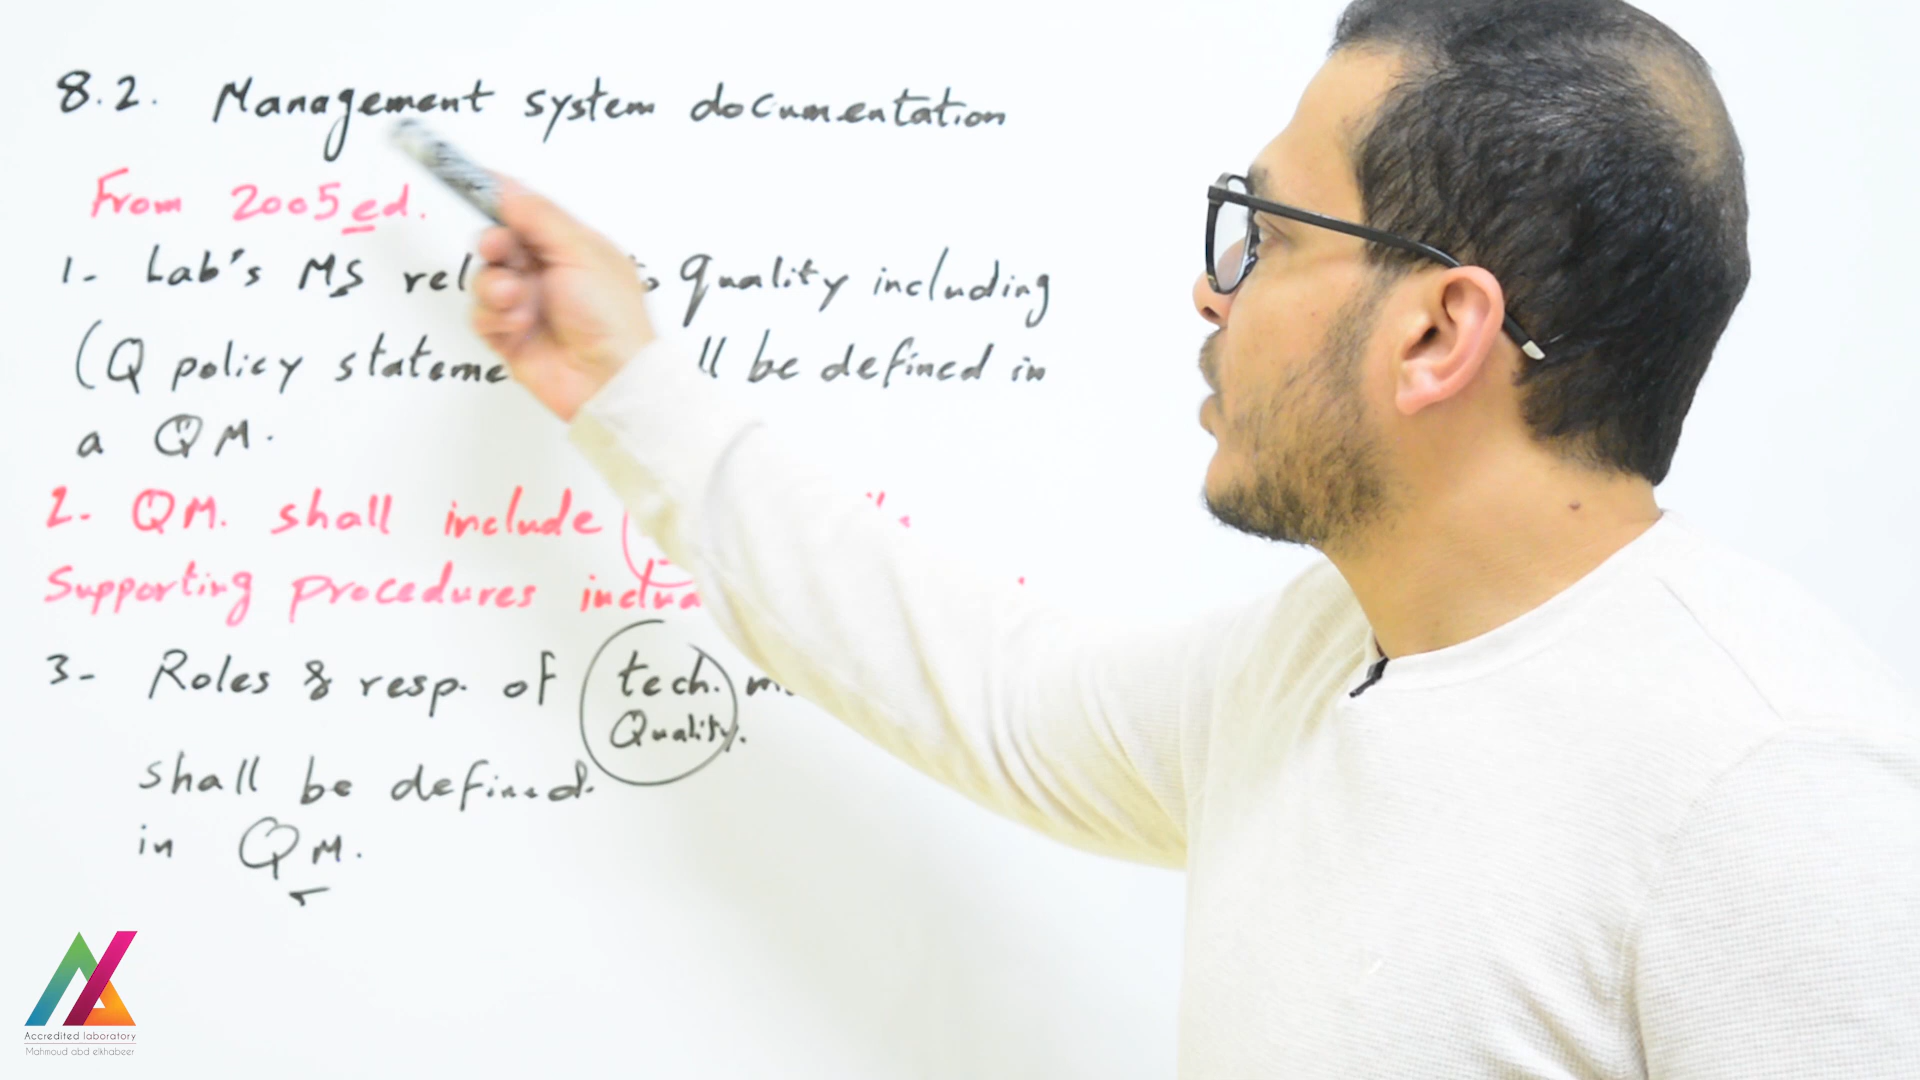 8.2. Management system documentation
From 2005 ed.
1- Lab's MS rel Quality including
(Q policy stateme ll be defined in
a QM.
2- QM. shall include
Supporting procedures inclu
3- Roles & resp. of tech. m
Quality.
shall be defined.
in QM.
Accredited laboratory
Mahmoud abd elkhabeer